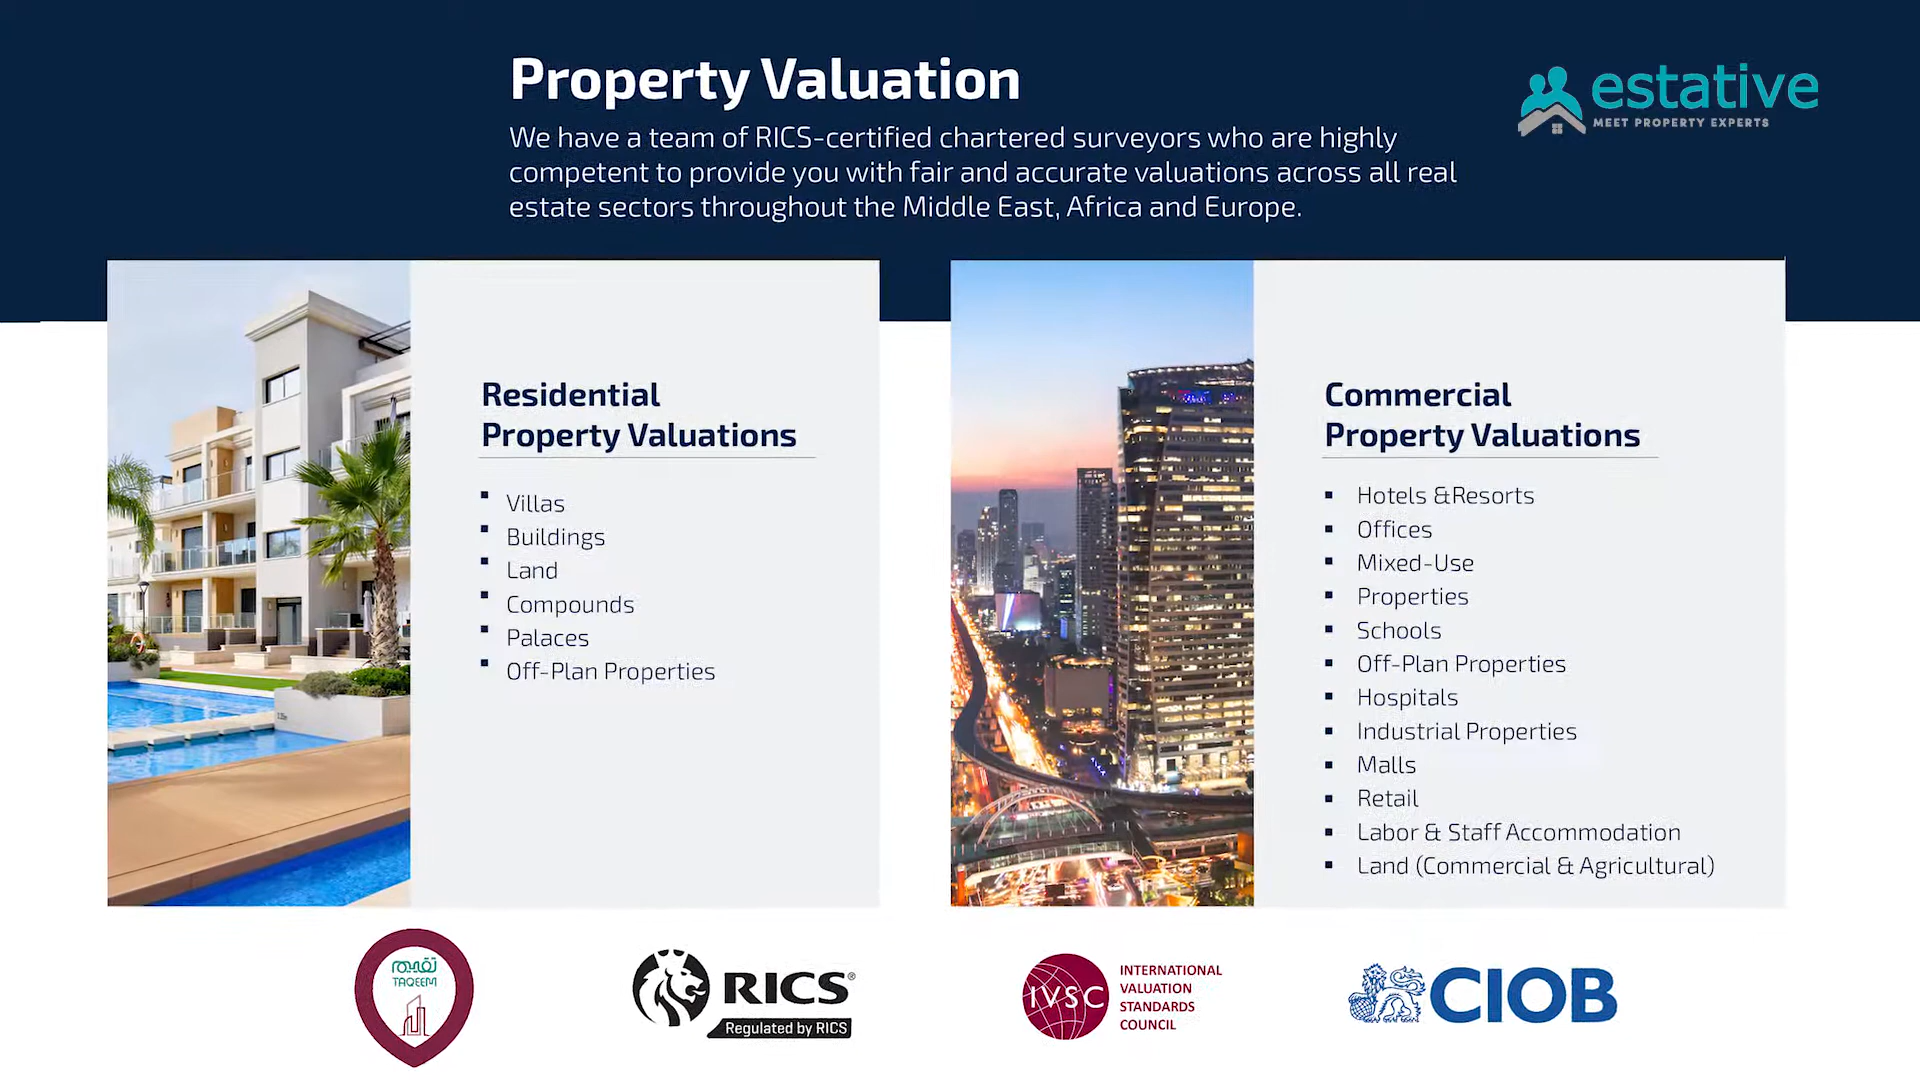 Property Valuation
We have a team of RICS-certified chartered surveyors who are highly
competent to provide you with fair and accurate valuations across all real
estate sectors throughout the Middle East, Africa and Europe.
estative
MEET PROPERTY EXPERTS
Residential
Property Valuations
Villas
Buildings
Land
Compounds
Palaces
Off-Plan Properties
Commercial
Property Valuations
Hotels &Resorts
Offices
Mixed-Use
Properties
Schools
Off-Plan Properties
Hospitals
Industrial Properties
Malls
Retail
Labor & Staff Accommodation
Land (Commercial & Agricultural)
تقييم
TAQEEM
RICS®
Regulated by RICS
IVSC
INTERNATIONAL
VALUATION
STANDARDS
COUNCIL
CIOB